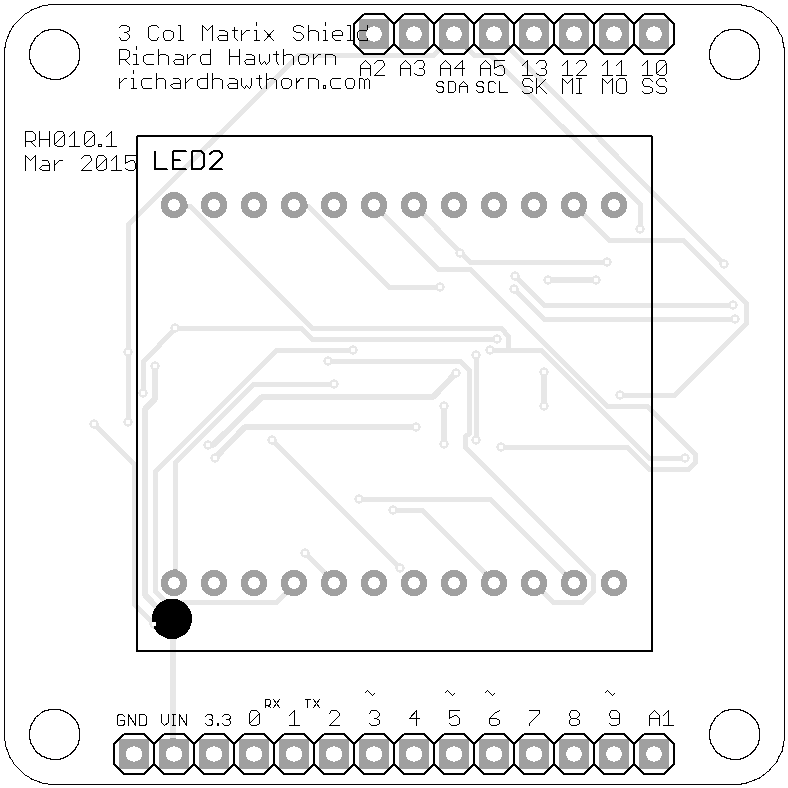 3 Col Matrix Shield
Richard Hawthorn
richardhawthorn.com
A2 A3 A4 A5 13 12 11 10
SDA SCL SK MI MO SS
RH010.1
Mar 2015
LED2
~ ~ ~ ~
RX TX
GND VIN 3.3 0 1 2 3 4 5 6 7 8 9 A1